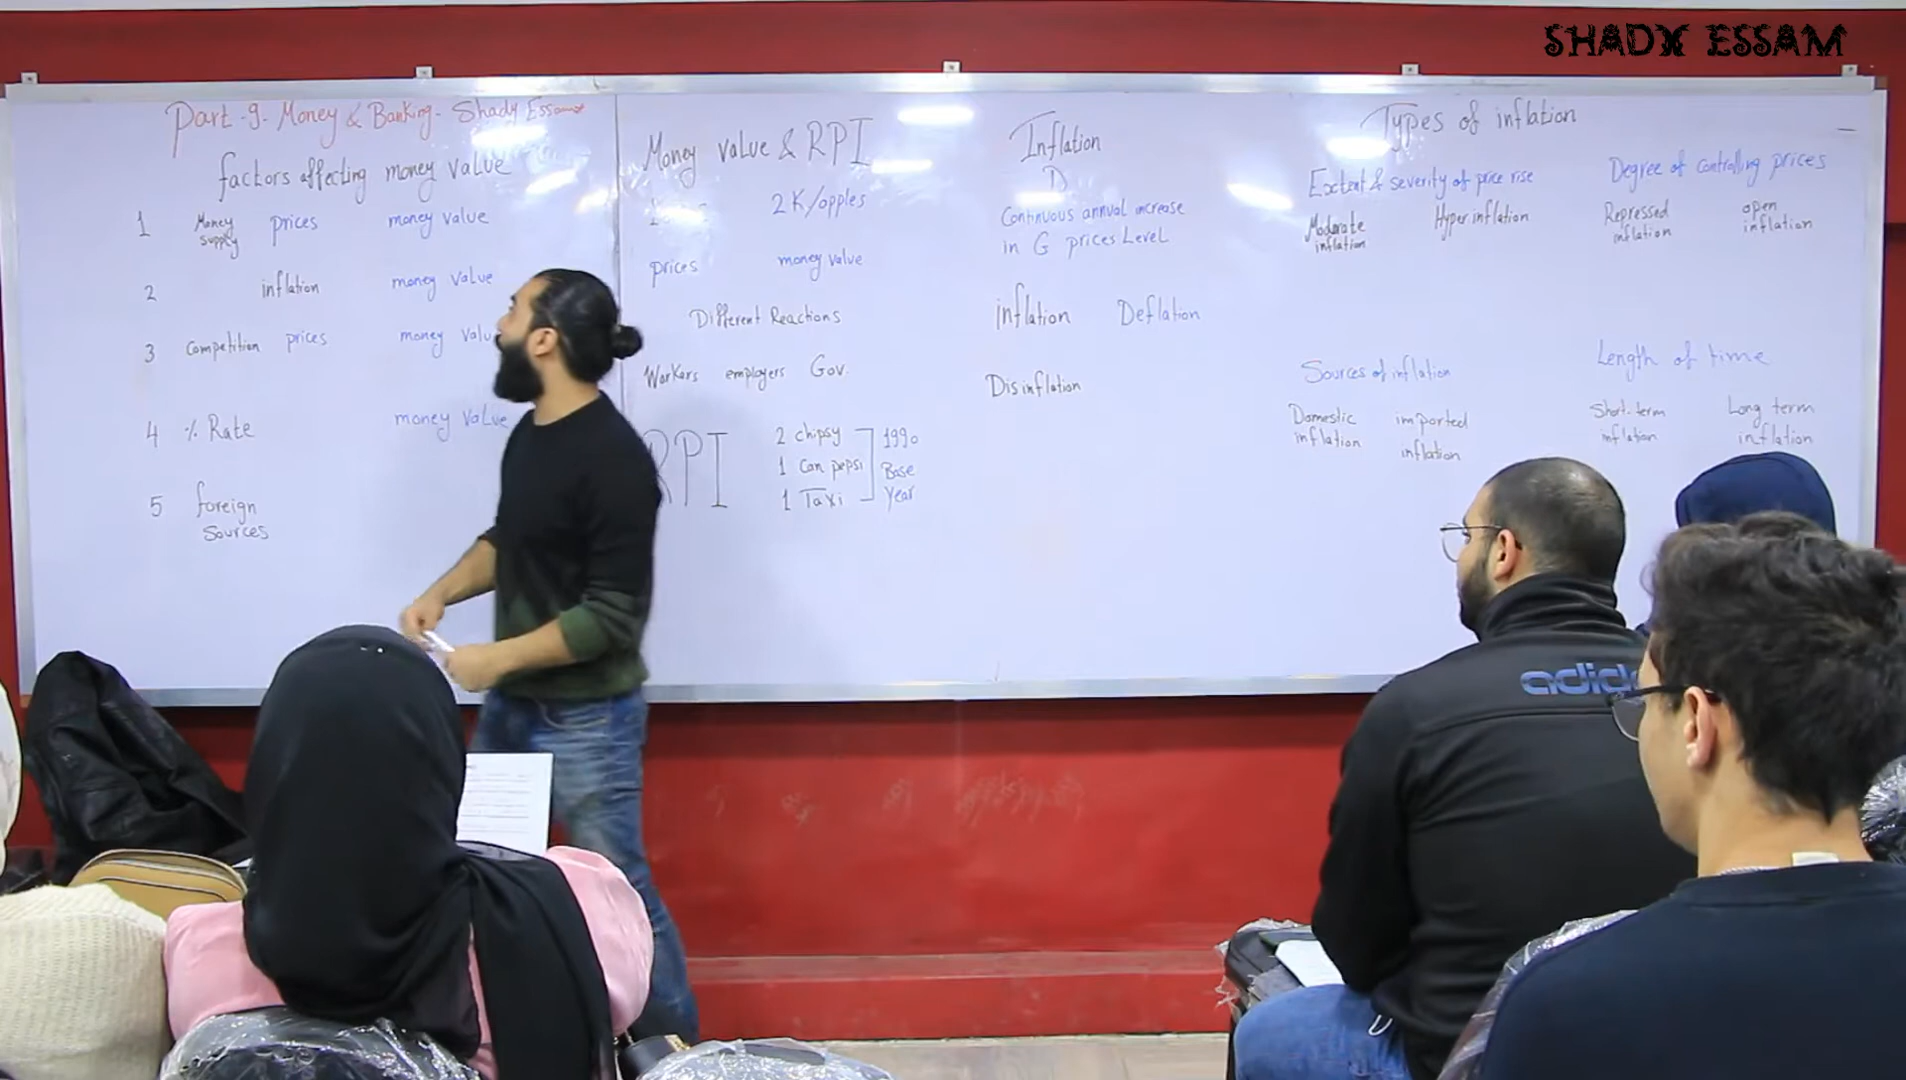 SHADY ESSAM
Part -9- Money & Banking - Shady Essam
factors affecting money value
1 Money supply prices money value
2 inflation money value
3 Competition prices money value
4 % Rate money value
5 foreign
Sources
Money value & RPI
2 K/apples
prices money value
Different Reactions
Workers employers Gov.
RPI
2 chipsy
1 Can pepsi
1 Taxi
1990
Base
Year
Inflation
Continuous annual increase
in G prices Level
inflation Deflation
Disinflation
Types of inflation
Extent & severity of price rise
Moderate
inflation
Hyper inflation
Degree of controlling prices
Repressed
inflation
open
inflation
Sources of inflation
Domestic
inflation
imported
inflation
Length of time
Short-term
inflation
Long term
inflation
adid